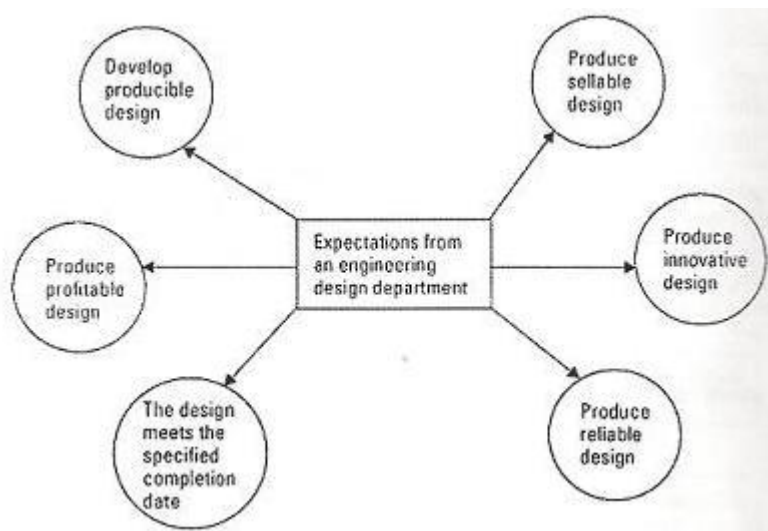 Develop
producible
design
Produce
sellable
design
Expectations from
an engineering
design department
Produce
profitable
design
Produce
innovative
design
The design
meets the
specified
completion
date
Produce
reliable
design